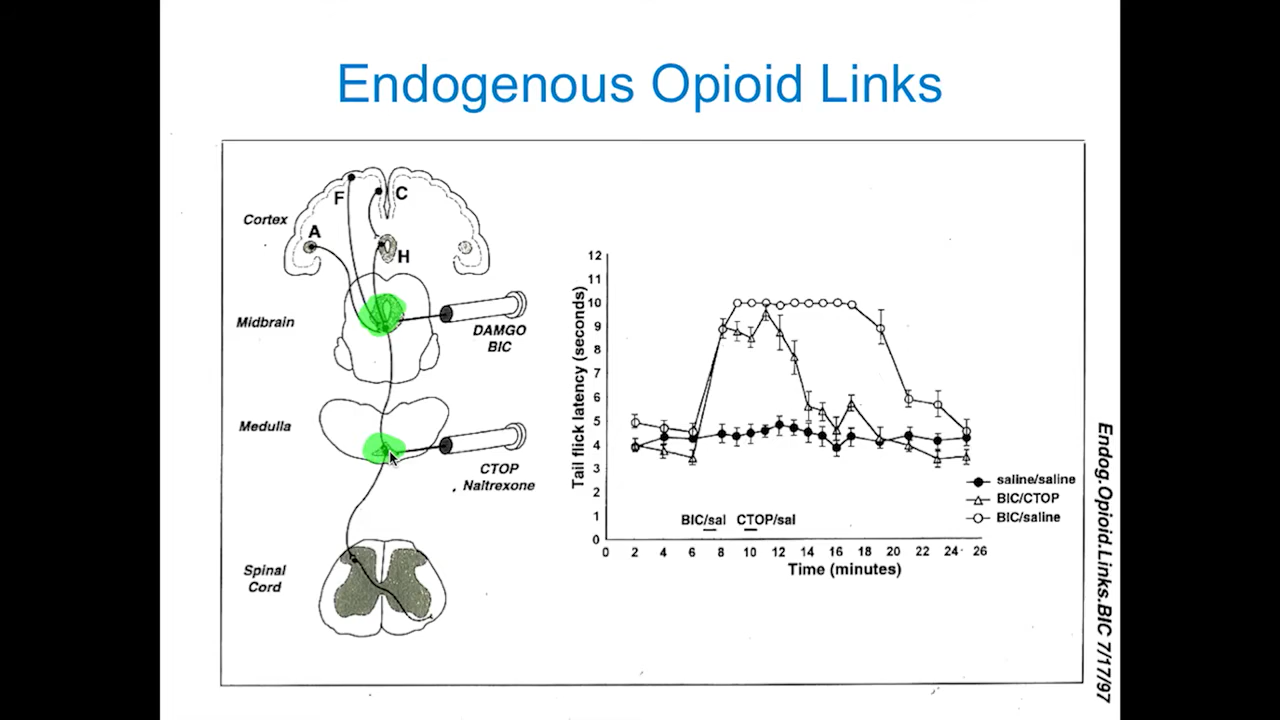 Endogenous Opioid Links
F
C
Cortex
A
H
Midbrain
DAMGO
BIC
Medulla
CTOP
Naltrexone
Spinal
Cord
Tail flick latency (seconds)
12
11
10
9
8
7
6
5
4
3
2
1
0
BIC/sal CTOP/sal
0 2 4 6 8 10 12 14 16 18 20 22 24 26
Time (minutes)
saline/saline
BIC/CTOP
BIC/saline
Endog.Opioid.Links.BIC 7/17/97